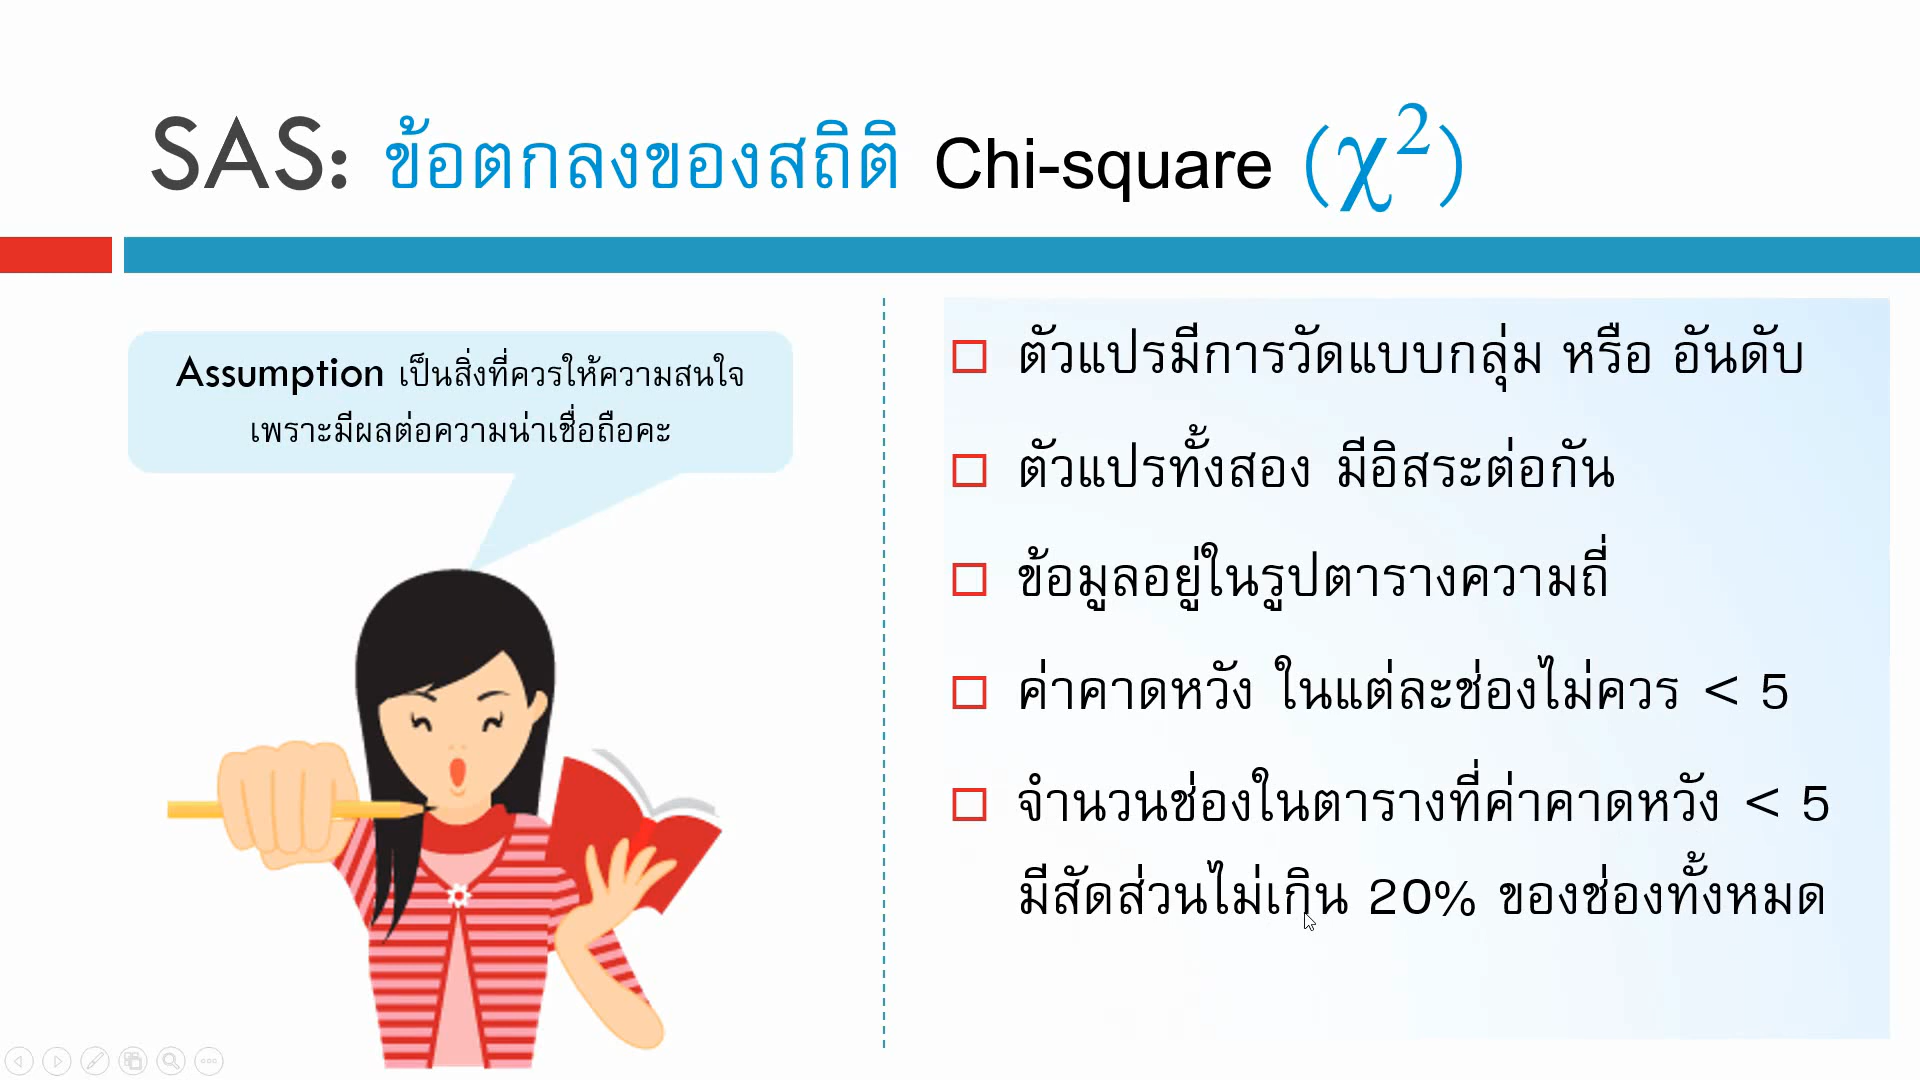 SAS: ข้อตกลงของสถิติ Chi-square (χ²)
Assumption เป็นสิ่งที่ควรให้ความสนใจ
เพราะมีผลต่อความน่าเชื่อถือคะ
ตัวแปรมีการวัดแบบกลุ่ม หรือ อันดับ
ตัวแปรทั้งสอง มีอิสระต่อกัน
ข้อมูลอยู่ในรูปตารางความถี่
ค่าคาดหวัง ในแต่ละช่องไม่ควร < 5
จำนวนช่องในตารางที่ค่าคาดหวัง < 5
มีสัดส่วนไม่เกิน 20% ของช่องทั้งหมด